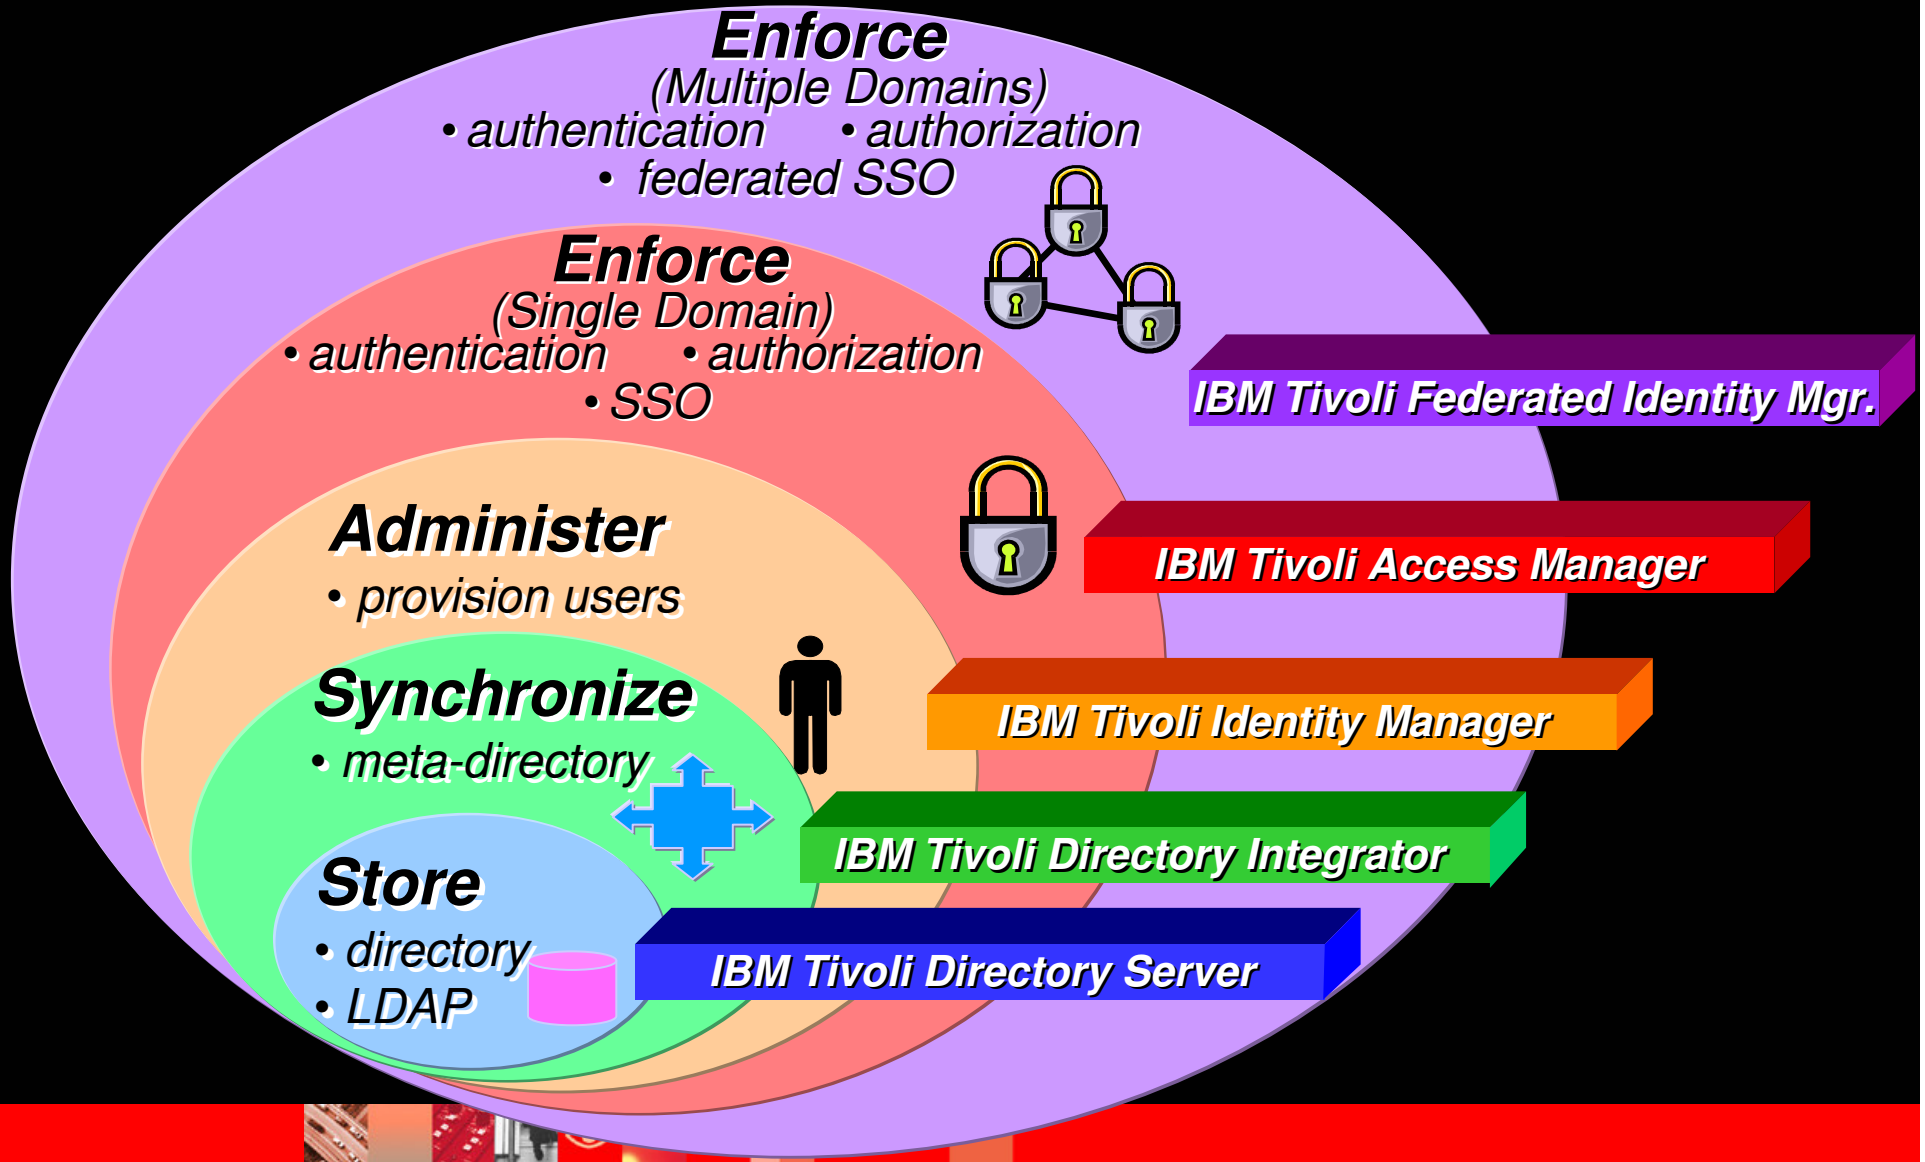 Enforce
(Multiple Domains)
• authentication • authorization
• federated SSO
Enforce
(Single Domain)
• authentication • authorization
• SSO
IBM Tivoli Federated Identity Mgr.
Administer
• provision users
IBM Tivoli Access Manager
Synchronize
• meta-directory
IBM Tivoli Identity Manager
Store
• directory
• LDAP
IBM Tivoli Directory Integrator
IBM Tivoli Directory Server